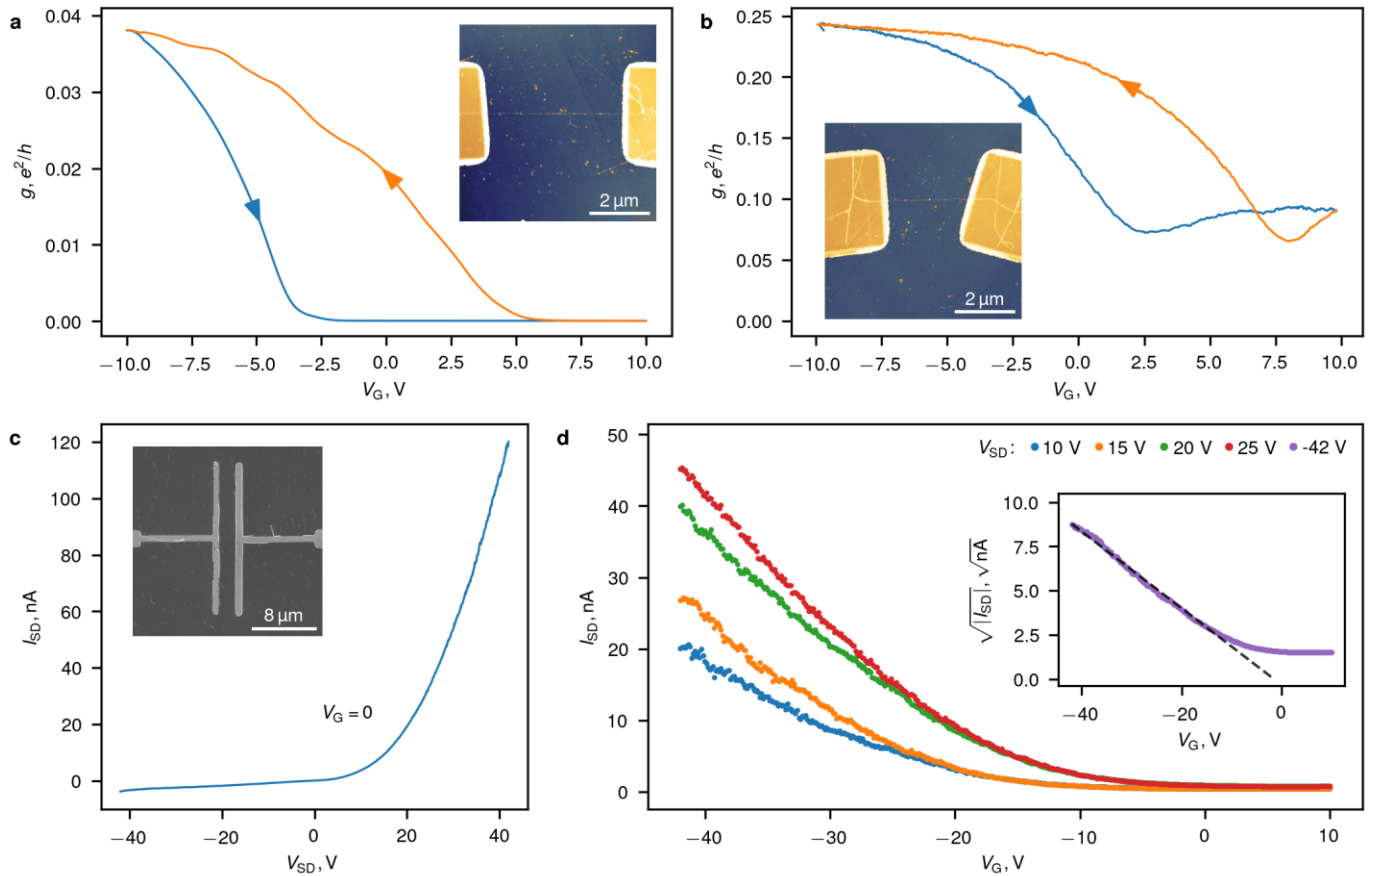 a
0.04
0.03
0.02
0.01
0.00
g, e²/h
2 μm
−10.0 −7.5 −5.0 −2.5 0.0 2.5 5.0 7.5 10.0
V_G, V
b
0.25
0.20
0.15
0.10
0.05
0.00
g, e²/h
2 μm
−10.0 −7.5 −5.0 −2.5 0.0 2.5 5.0 7.5 10.0
V_G, V
c
120
100
80
60
40
20
0
I_SD, nA
8 μm
V_G = 0
−40 −20 0 20 40
V_SD, V
d
50
40
30
20
10
0
I_SD, nA
V_SD: 10 V 15 V 20 V 25 V -42 V
10.0
7.5
5.0
2.5
0.0
√|I_SD|, √nA
−40 −20 0
V_G, V
−40 −30 −20 −10 0 10
V_G, V